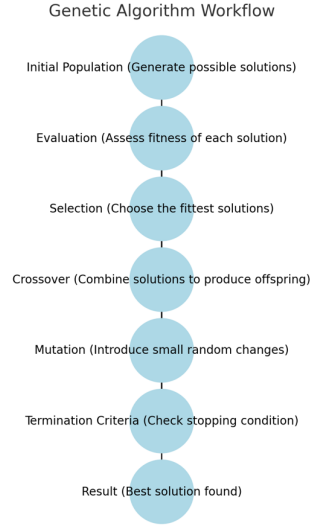 Genetic Algorithm Workflow
Initial Population (Generate possible solutions)
Evaluation (Assess fitness of each solution)
Selection (Choose the fittest solutions)
Crossover (Combine solutions to produce offspring)
Mutation (Introduce small random changes)
Termination Criteria (Check stopping condition)
Result (Best solution found)